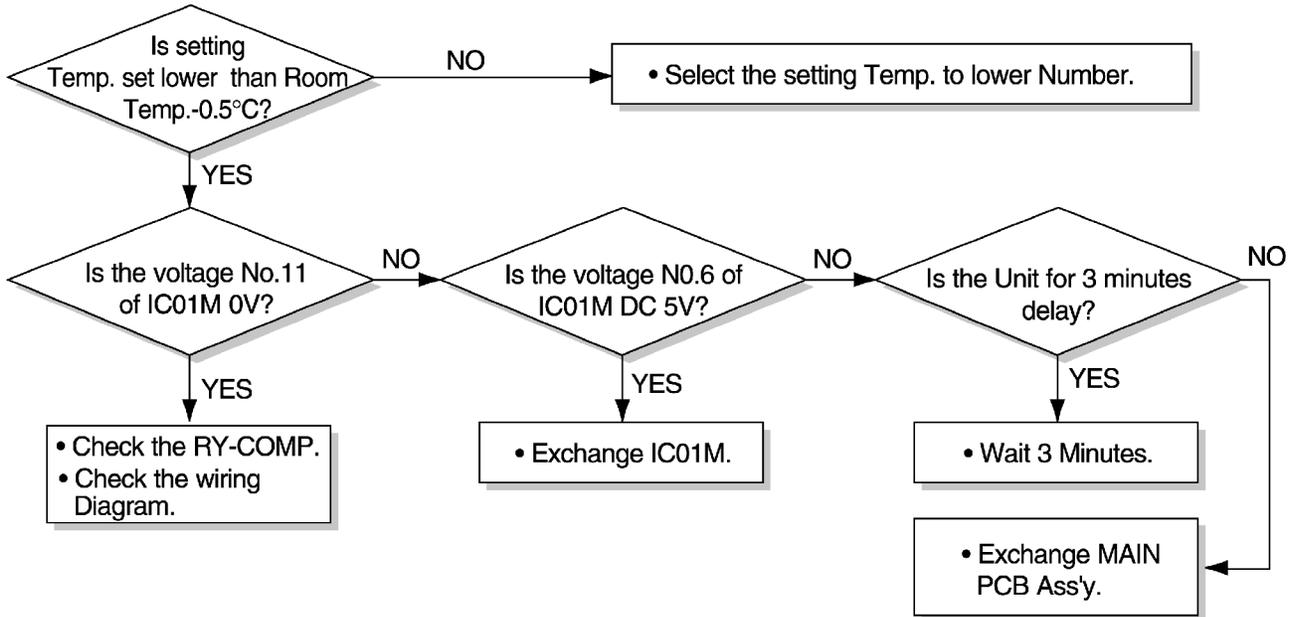 Is setting
Temp. set lower than Room
Temp.-0.5°C?
NO
• Select the setting Temp. to lower Number.
YES
Is the voltage No.11
of IC01M 0V?
NO
Is the voltage N0.6 of
IC01M DC 5V?
NO
Is the Unit for 3 minutes
delay?
NO
YES
• Check the RY-COMP.
• Check the wiring
Diagram.
YES
• Exchange IC01M.
YES
• Wait 3 Minutes.
• Exchange MAIN
PCB Ass'y.